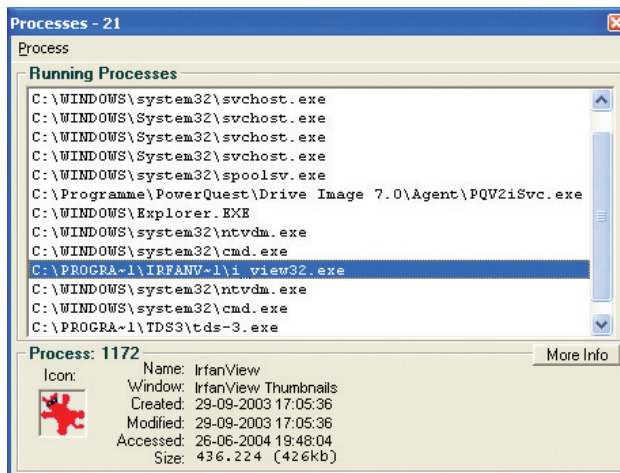 Processes - 21
Process
Running Processes
C:\WINDOWS\system32\svchost.exe
C:\WINDOWS\System32\svchost.exe
C:\WINDOWS\System32\svchost.exe
C:\WINDOWS\System32\svchost.exe
C:\WINDOWS\system32\spoolsv.exe
C:\Programme\PowerQuest\Drive Image 7.0\Agent\PQV2iSvc.exe
C:\WINDOWS\Explorer.EXE
C:\WINDOWS\system32\ntvdm.exe
C:\WINDOWS\system32\cmd.exe
C:\PROGRA~1\IRFANV~1\i_view32.exe
C:\WINDOWS\system32\ntvdm.exe
C:\WINDOWS\system32\cmd.exe
C:\PROGRA~1\TDS3\tds-3.exe
Process: 1172
More Info
Icon:
Name: IrfanView
Window: IrfanView Thumbnails
Created: 29-09-2003 17:05:36
Modified: 29-09-2003 17:05:36
Accessed: 26-06-2004 19:48:04
Size: 436.224 (426kb)